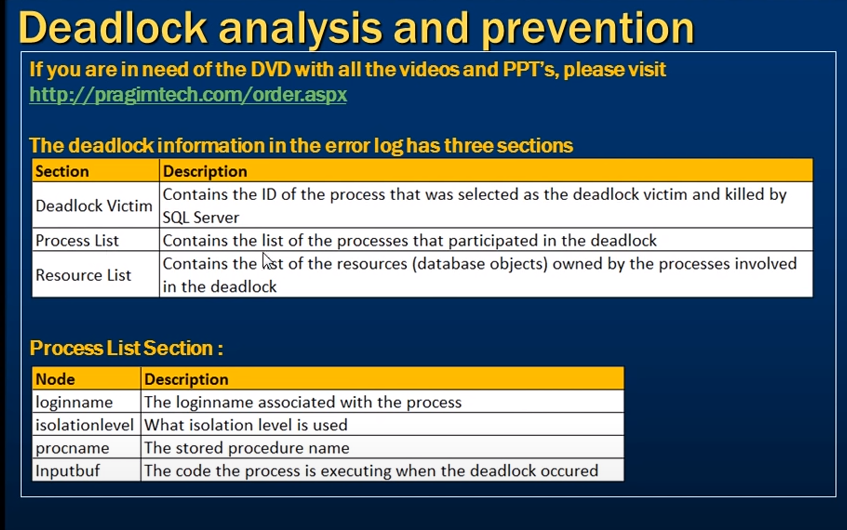 Deadlock analysis and prevention
If you are in need of the DVD with all the videos and PPT's, please visit
http://pragimtech.com/order.aspx
The deadlock information in the error log has three sections
Section Description
Deadlock Victim Contains the ID of the process that was selected as the deadlock victim and killed by
SQL Server
Process List Contains the list of the processes that participated in the deadlock
Resource List Contains the list of the resources (database objects) owned by the processes involved
in the deadlock
Process List Section :
Node Description
loginname The loginname associated with the process
isolationlevel What isolation level is used
procname The stored procedure name
Inputbuf The code the process is executing when the deadlock occured